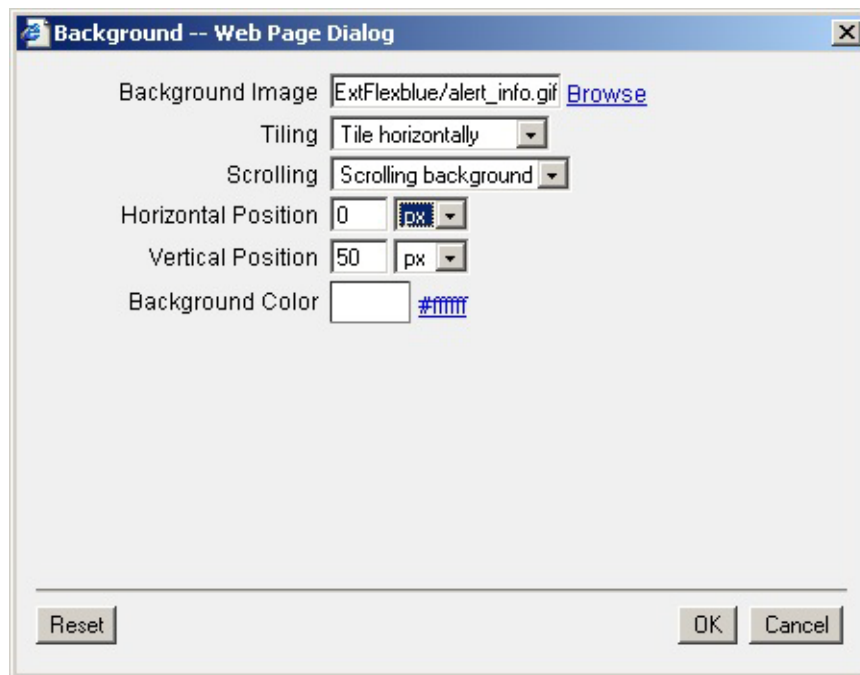 Background -- Web Page Dialog
Background Image ExtFlexblue/alert_info.gif Browse
Tiling Tile horizontally
Scrolling Scrolling background
Horizontal Position 0 px
Vertical Position 50 px
Background Color #ffffff
Reset OK Cancel